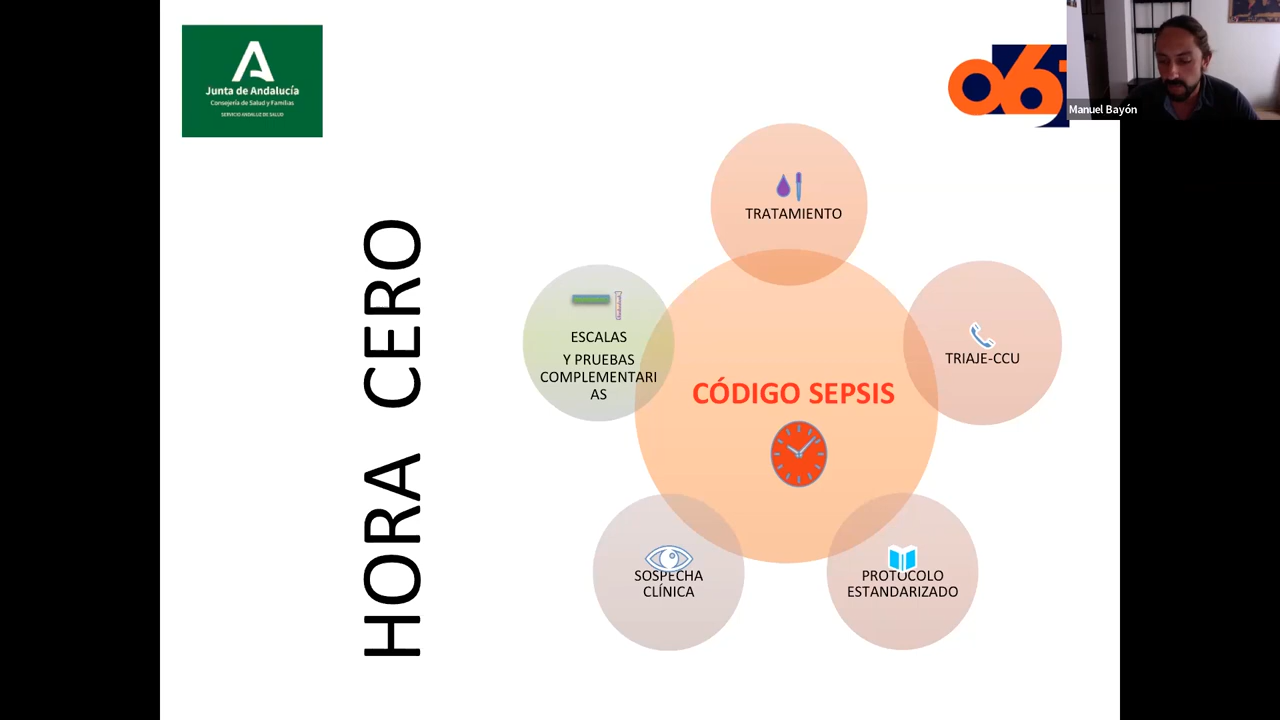 Junta de Andalucía
Consejería de Salud y Familias
SERVICIO ANDALUZ DE SALUD
061
Manuel Bayón
HORA CERO
TRATAMIENTO
ESCALAS
Y PRUEBAS
COMPLEMENTARI
AS
TRIAJE-CCU
CÓDIGO SEPSIS
SOSPECHA
CLÍNICA
PROTOCOLO
ESTANDARIZADO